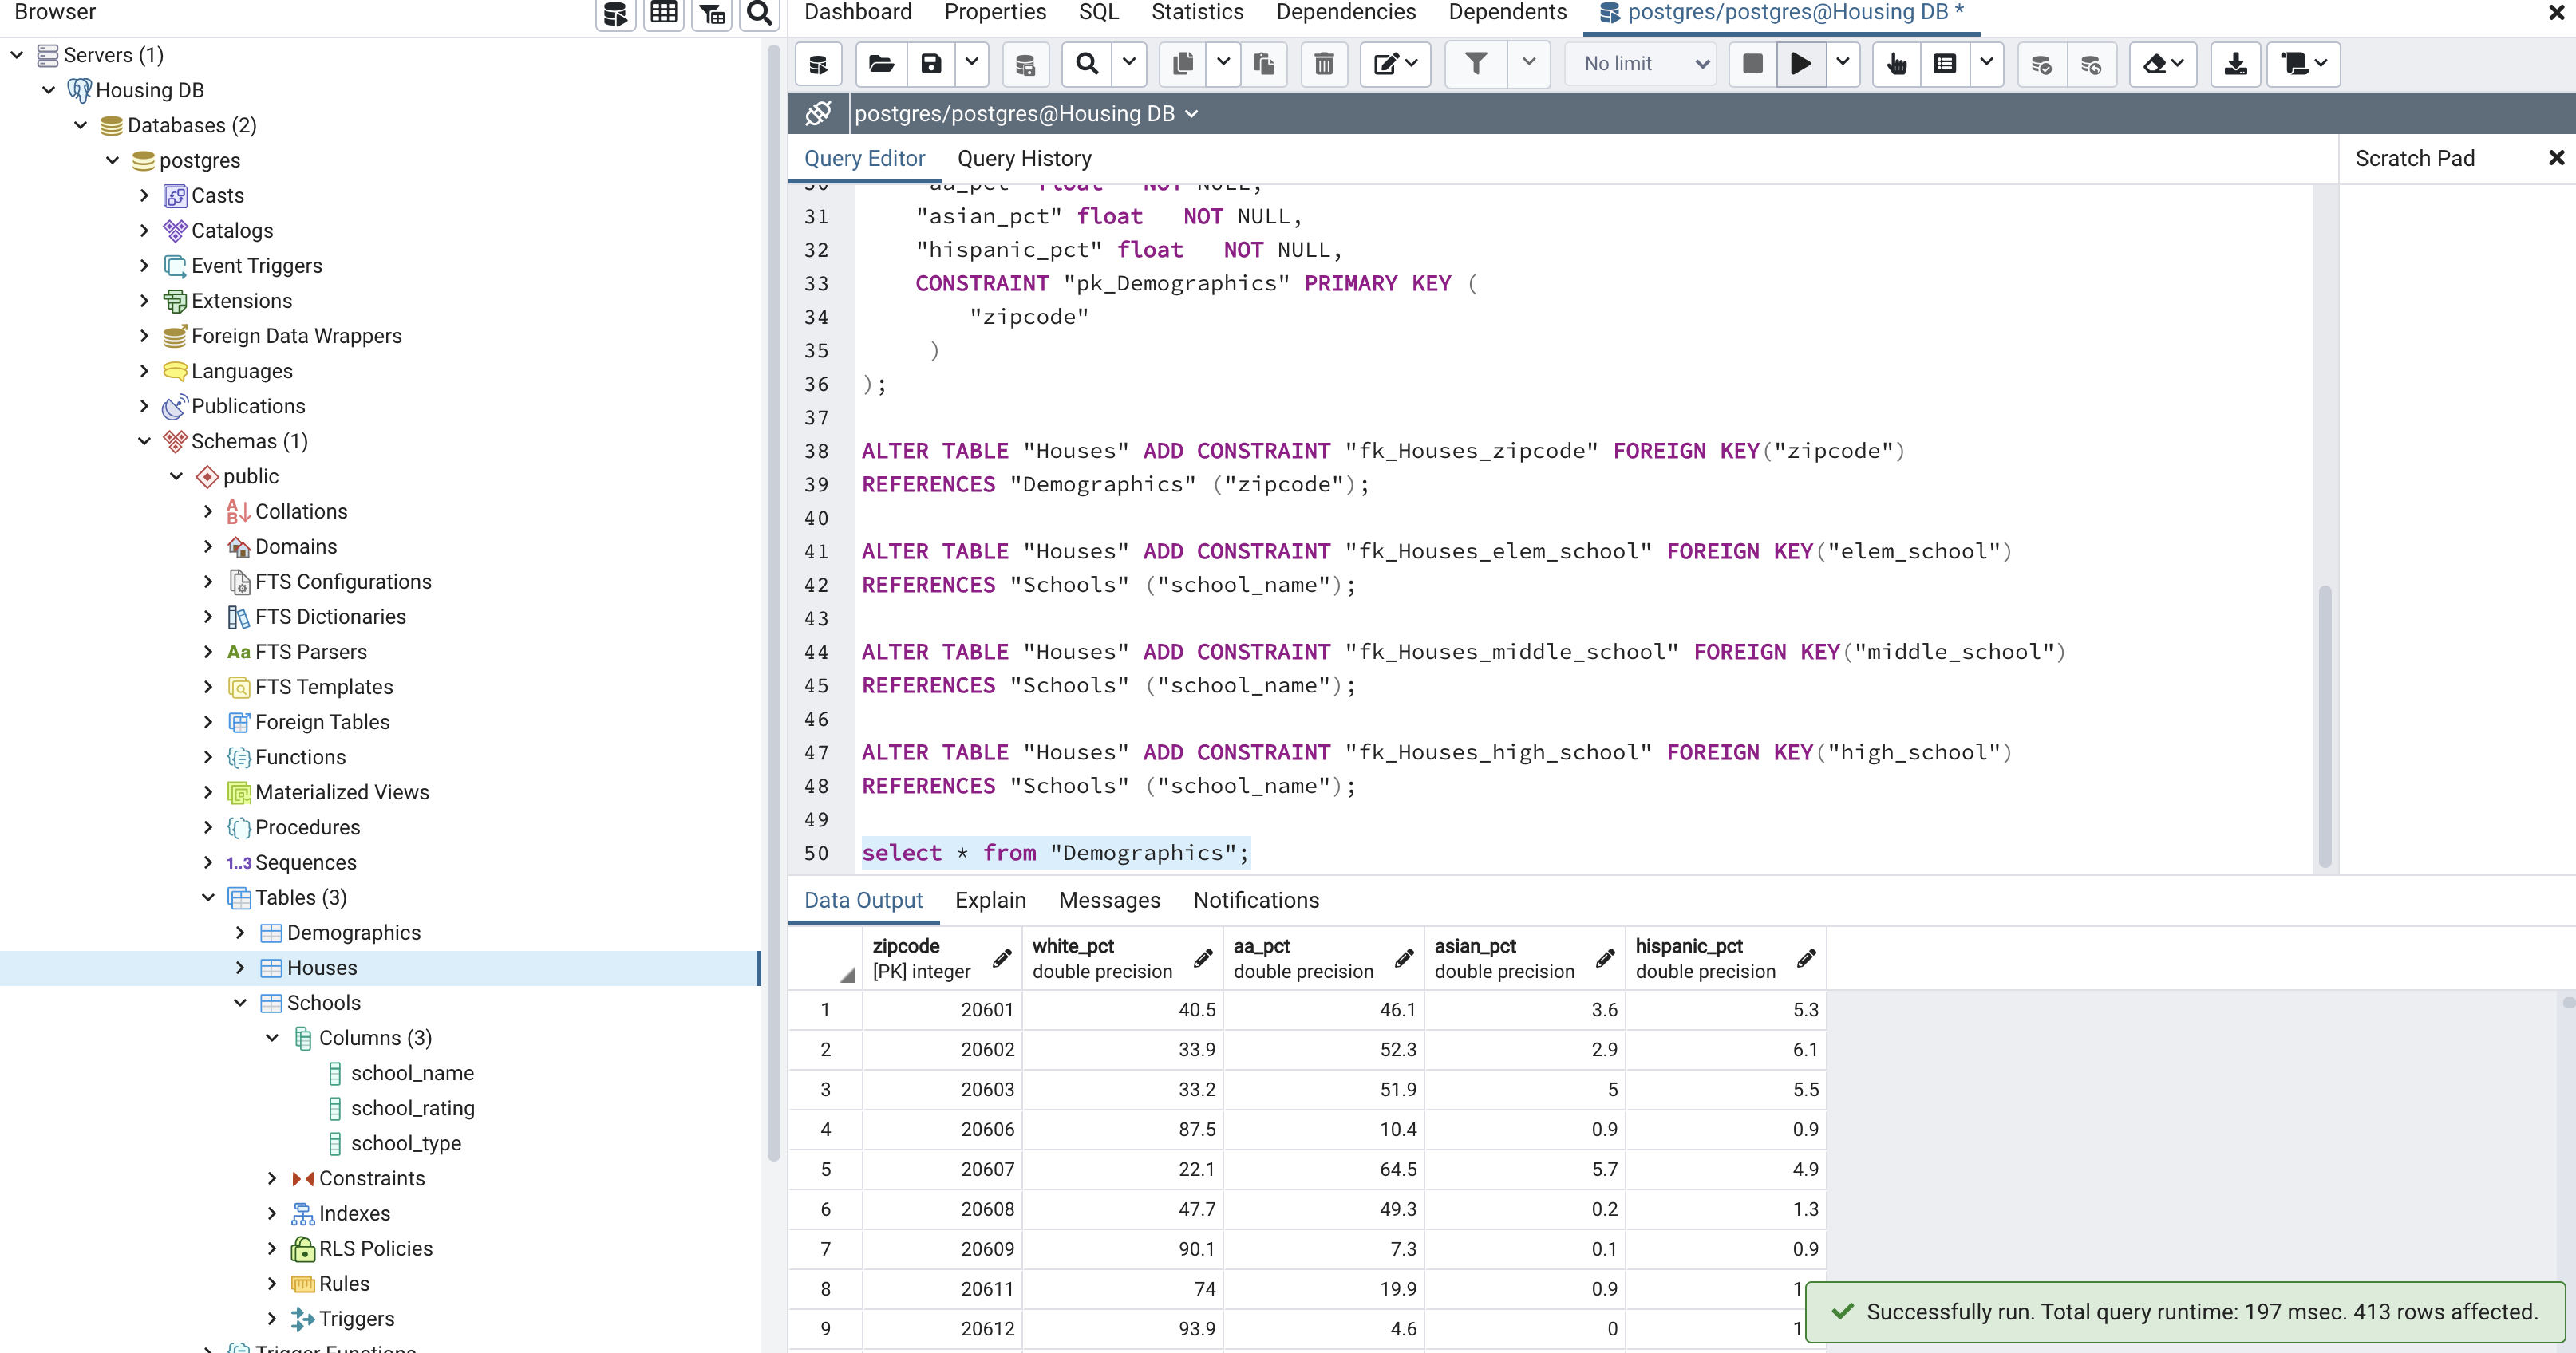 Browser
Dashboard Properties SQL Statistics Dependencies Dependents postgres/postgres@Housing DB *
Servers (1)
Housing DB
Databases (2)
postgres
Casts
Catalogs
Event Triggers
Extensions
Foreign Data Wrappers
Languages
Publications
Schemas (1)
public
Collations
Domains
FTS Configurations
FTS Dictionaries
Aa FTS Parsers
FTS Templates
Foreign Tables
Functions
Materialized Views
Procedures
1..3 Sequences
Tables (3)
Demographics
Houses
Schools
Columns (3)
school_name
school_rating
school_type
Constraints
Indexes
RLS Policies
Rules
Triggers
Trigger Functions
No limit
postgres/postgres@Housing DB
Query Editor Query History
Scratch Pad
30 "aa_pct" float NOT NULL,
31 "asian_pct" float NOT NULL,
32 "hispanic_pct" float NOT NULL,
33 CONSTRAINT "pk_Demographics" PRIMARY KEY (
34 "zipcode"
35 )
36 );
37
38 ALTER TABLE "Houses" ADD CONSTRAINT "fk_Houses_zipcode" FOREIGN KEY("zipcode")
39 REFERENCES "Demographics" ("zipcode");
40
41 ALTER TABLE "Houses" ADD CONSTRAINT "fk_Houses_elem_school" FOREIGN KEY("elem_school")
42 REFERENCES "Schools" ("school_name");
43
44 ALTER TABLE "Houses" ADD CONSTRAINT "fk_Houses_middle_school" FOREIGN KEY("middle_school")
45 REFERENCES "Schools" ("school_name");
46
47 ALTER TABLE "Houses" ADD CONSTRAINT "fk_Houses_high_school" FOREIGN KEY("high_school")
48 REFERENCES "Schools" ("school_name");
49
50 select * from "Demographics";
Data Output Explain Messages Notifications
zipcode white_pct aa_pct asian_pct hispanic_pct
[PK] integer double precision double precision double precision double precision
1 20601 40.5 46.1 3.6 5.3
2 20602 33.9 52.3 2.9 6.1
3 20603 33.2 51.9 5 5.5
4 20606 87.5 10.4 0.9 0.9
5 20607 22.1 64.5 5.7 4.9
6 20608 47.7 49.3 0.2 1.3
7 20609 90.1 7.3 0.1 0.9
8 20611 74 19.9 0.9 1
9 20612 93.9 4.6 0 1
Successfully run. Total query runtime: 197 msec. 413 rows affected.